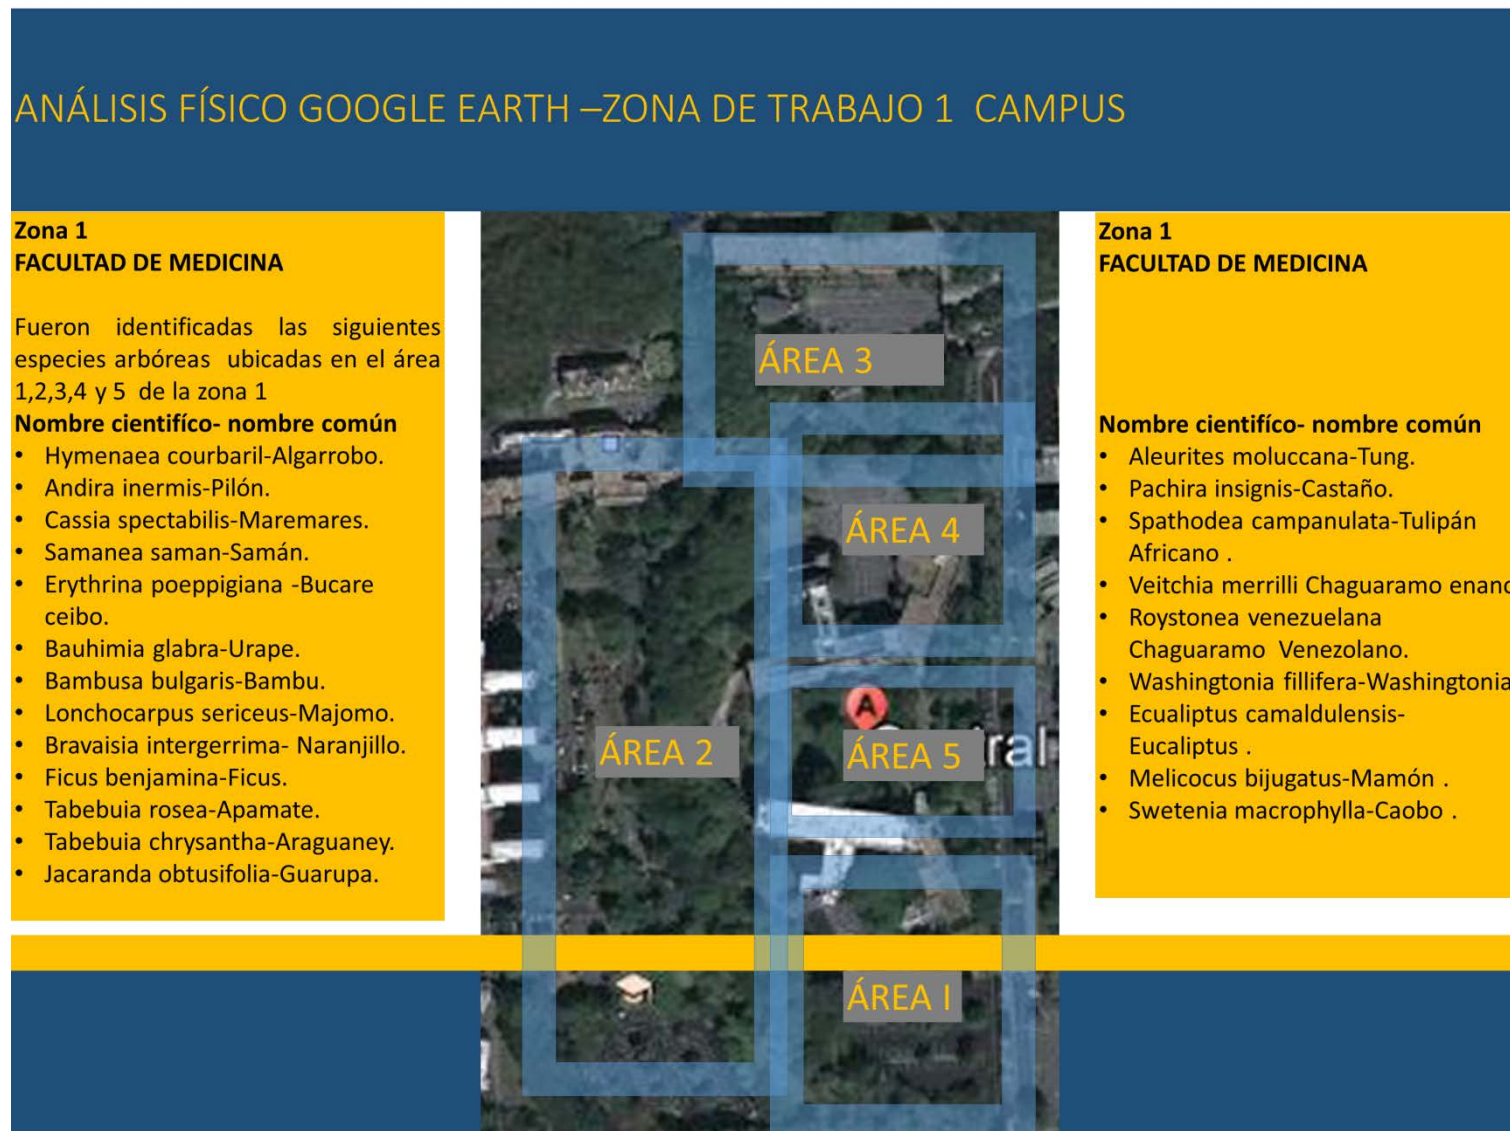 ANÁLISIS FÍSICO GOOGLE EARTH –ZONA DE TRABAJO 1 CAMPUS
Zona 1
FACULTAD DE MEDICINA
Fueron identificadas las siguientes
especies arbóreas ubicadas en el área
1,2,3,4 y 5 de la zona 1
Nombre cientifíco- nombre común
• Hymenaea courbaril-Algarrobo.
• Andira inermis-Pilón.
• Cassia spectabilis-Maremares.
• Samanea saman-Samán.
• Erythrina poeppigiana -Bucare
ceibo.
• Bauhimia glabra-Urape.
• Bambusa bulgaris-Bambu.
• Lonchocarpus sericeus-Majomo.
• Bravaisia intergerrima- Naranjillo.
• Ficus benjamina-Ficus.
• Tabebuia rosea-Apamate.
• Tabebuia chrysantha-Araguaney.
• Jacaranda obtusifolia-Guarupa.
ÁREA 3
ÁREA 4
A
ÁREA 2
ÁREA 5
ÁREA I
Zona 1
FACULTAD DE MEDICINA
Nombre cientifíco- nombre común
• Aleurites moluccana-Tung.
• Pachira insignis-Castaño.
• Spathodea campanulata-Tulipán
Africano .
• Veitchia merrilli Chaguaramo enano
• Roystonea venezuelana
Chaguaramo Venezolano.
• Washingtonia fillifera-Washingtonia
• Ecualiptus camaldulensis-
Eucaliptus .
• Melicocus bijugatus-Mamón .
• Swetenia macrophylla-Caobo .